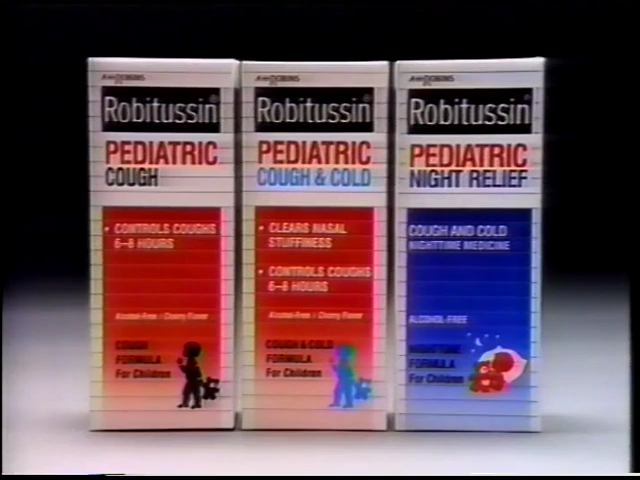 A·H·ROBINS
Robitussin®
PEDIATRIC
COUGH
• CONTROLS COUGHS
6–8 HOURS
Alcohol-Free / Cherry Flavor
COUGH
FORMULA
For Children
A·H·ROBINS
Robitussin®
PEDIATRIC
COUGH & COLD
• CLEARS NASAL
STUFFINESS
• CONTROLS COUGHS
6–8 HOURS
Alcohol-Free / Cherry Flavor
COUGH & COLD
FORMULA
For Children
A·H·ROBINS
Robitussin®
PEDIATRIC
NIGHT RELIEF
COUGH AND COLD
NIGHTTIME MEDICINE
ALCOHOL-FREE
NIGHTTIME
FORMULA
For Children